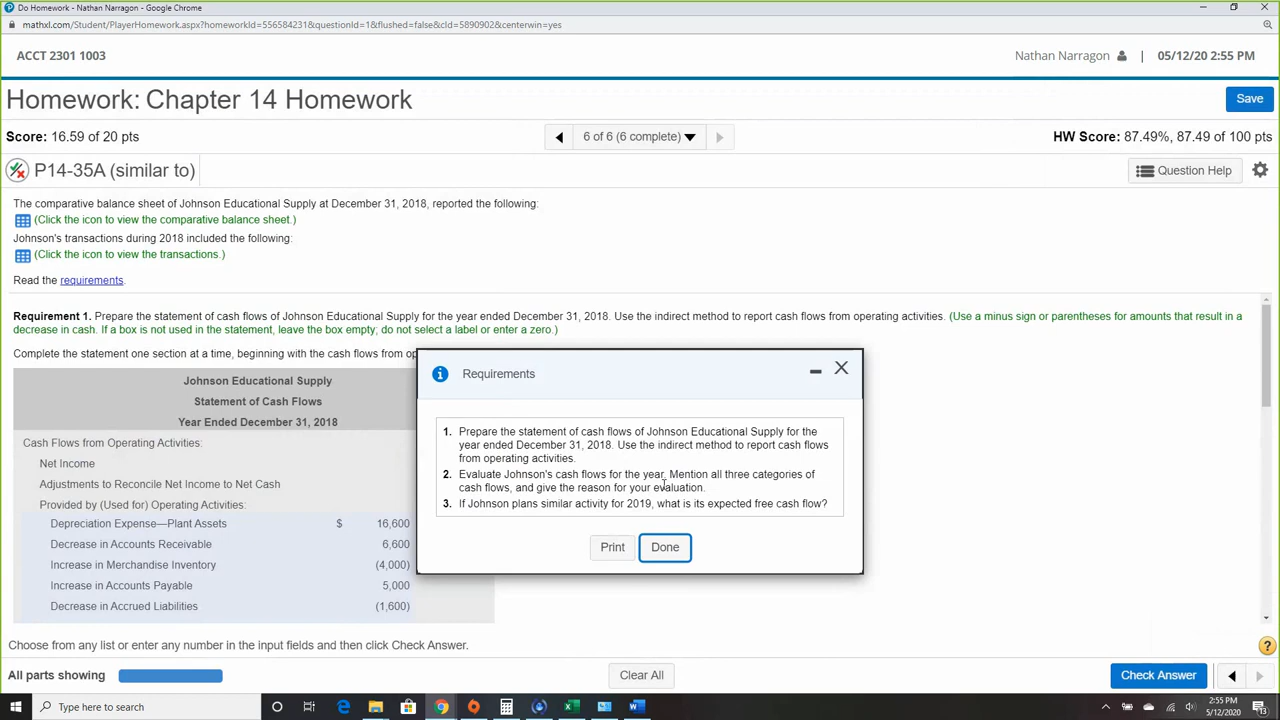 Do Homework - Nathan Narragon - Google Chrome
mathxl.com/Student/PlayerHomework.aspx?homeworkId=556584231&questionId=1&flushed=false&cId=5890902&centerwin=yes
ACCT 2301 1003
Nathan Narragon | 05/12/20 2:55 PM
Homework: Chapter 14 Homework
Save
Score: 16.59 of 20 pts
6 of 6 (6 complete)
HW Score: 87.49%, 87.49 of 100 pts
P14-35A (similar to)
Question Help
The comparative balance sheet of Johnson Educational Supply at December 31, 2018, reported the following:
(Click the icon to view the comparative balance sheet.)
Johnson's transactions during 2018 included the following:
(Click the icon to view the transactions.)
Read the requirements.
Requirement 1. Prepare the statement of cash flows of Johnson Educational Supply for the year ended December 31, 2018. Use the indirect method to report cash flows from operating activities. (Use a minus sign or parentheses for amounts that result in a
decrease in cash. If a box is not used in the statement, leave the box empty; do not select a label or enter a zero.)
Complete the statement one section at a time, beginning with the cash flows from op
Johnson Educational Supply
Statement of Cash Flows
Year Ended December 31, 2018
Cash Flows from Operating Activities:
Net Income
Adjustments to Reconcile Net Income to Net Cash
Provided by (Used for) Operating Activities:
Depreciation Expense—Plant Assets $ 16,600
Decrease in Accounts Receivable 6,600
Increase in Merchandise Inventory (4,000)
Increase in Accounts Payable 5,000
Decrease in Accrued Liabilities (1,600)
Requirements
1. Prepare the statement of cash flows of Johnson Educational Supply for the
year ended December 31, 2018. Use the indirect method to report cash flows
from operating activities.
2. Evaluate Johnson's cash flows for the year. Mention all three categories of
cash flows, and give the reason for your evaluation.
3. If Johnson plans similar activity for 2019, what is its expected free cash flow?
Print
Done
Choose from any list or enter any number in the input fields and then click Check Answer.
All parts showing
Clear All
Check Answer
Type here to search
2:55 PM
5/12/2020